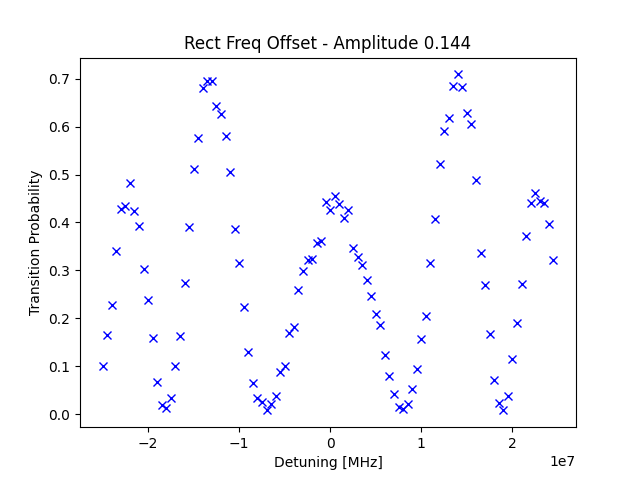 Rect Freq Offset - Amplitude 0.144
Transition Probability
0.7
0.6
0.5
0.4
0.3
0.2
0.1
0.0
−2 −1 0 1 2
1e7
Detuning [MHz]